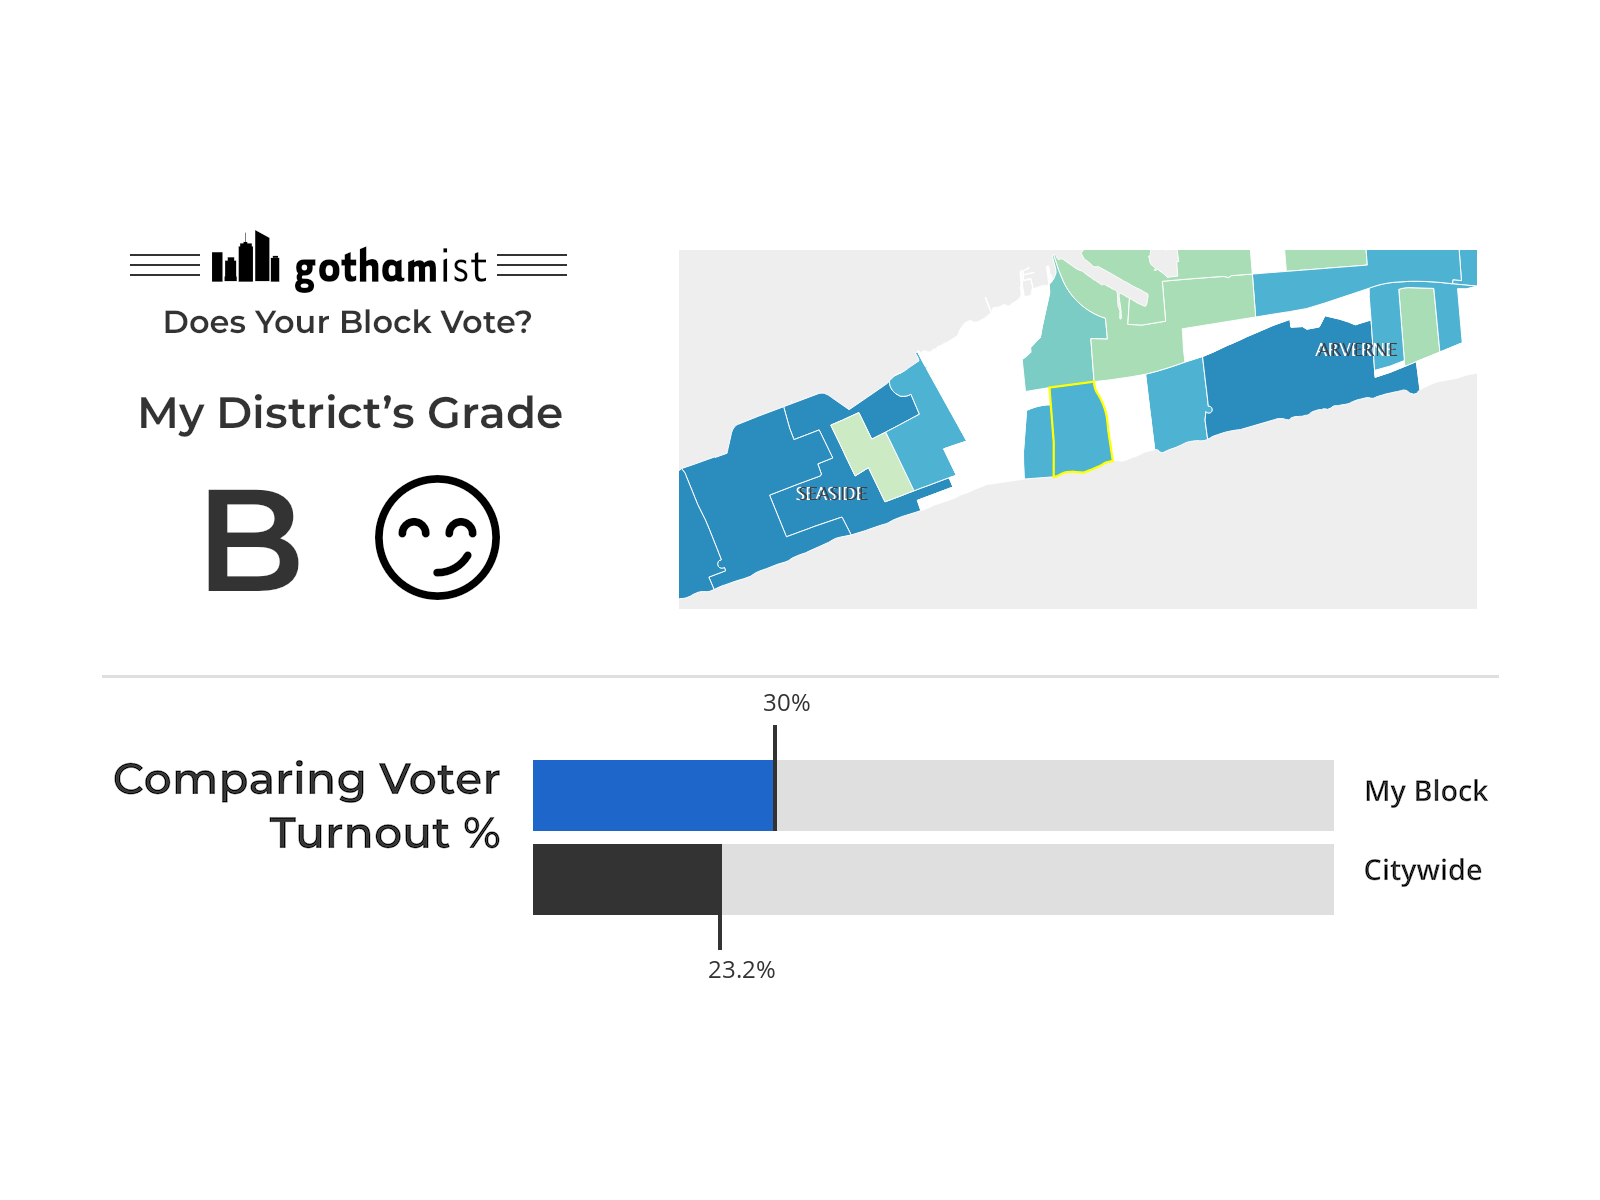 gothamist
Does Your Block Vote?
My District’s Grade
B
SEASIDE
ARVERNE
30%
Comparing Voter
Turnout %
My Block
Citywide
23.2%